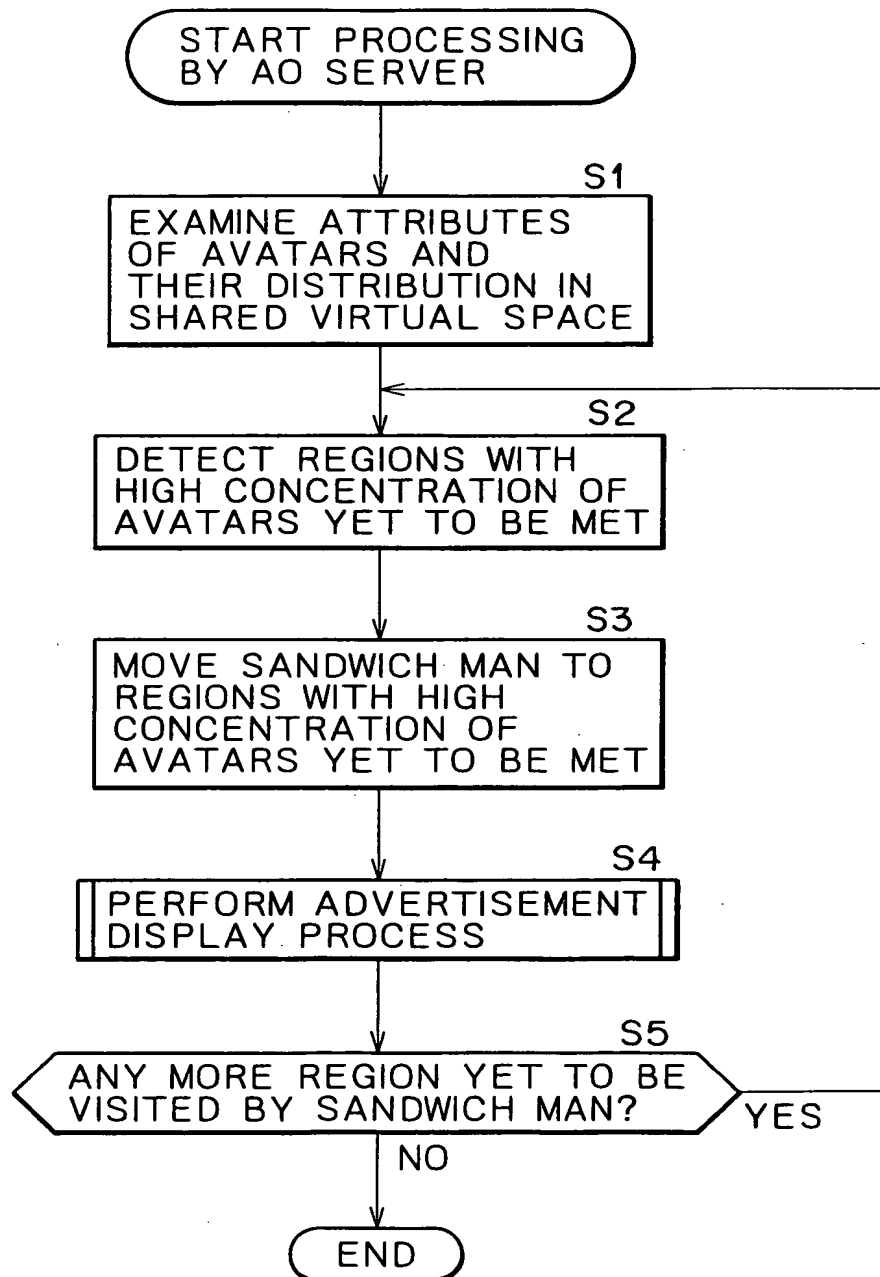 START PROCESSING
BY AO SERVER
S1
EXAMINE ATTRIBUTES
OF AVATARS AND
THEIR DISTRIBUTION IN
SHARED VIRTUAL SPACE
S2
DETECT REGIONS WITH
HIGH CONCENTRATION OF
AVATARS YET TO BE MET
S3
MOVE SANDWICH MAN TO
REGIONS WITH HIGH
CONCENTRATION OF
AVATARS YET TO BE MET
S4
PERFORM ADVERTISEMENT
DISPLAY PROCESS
S5
ANY MORE REGION YET TO BE
VISITED BY SANDWICH MAN?
YES
NO
END